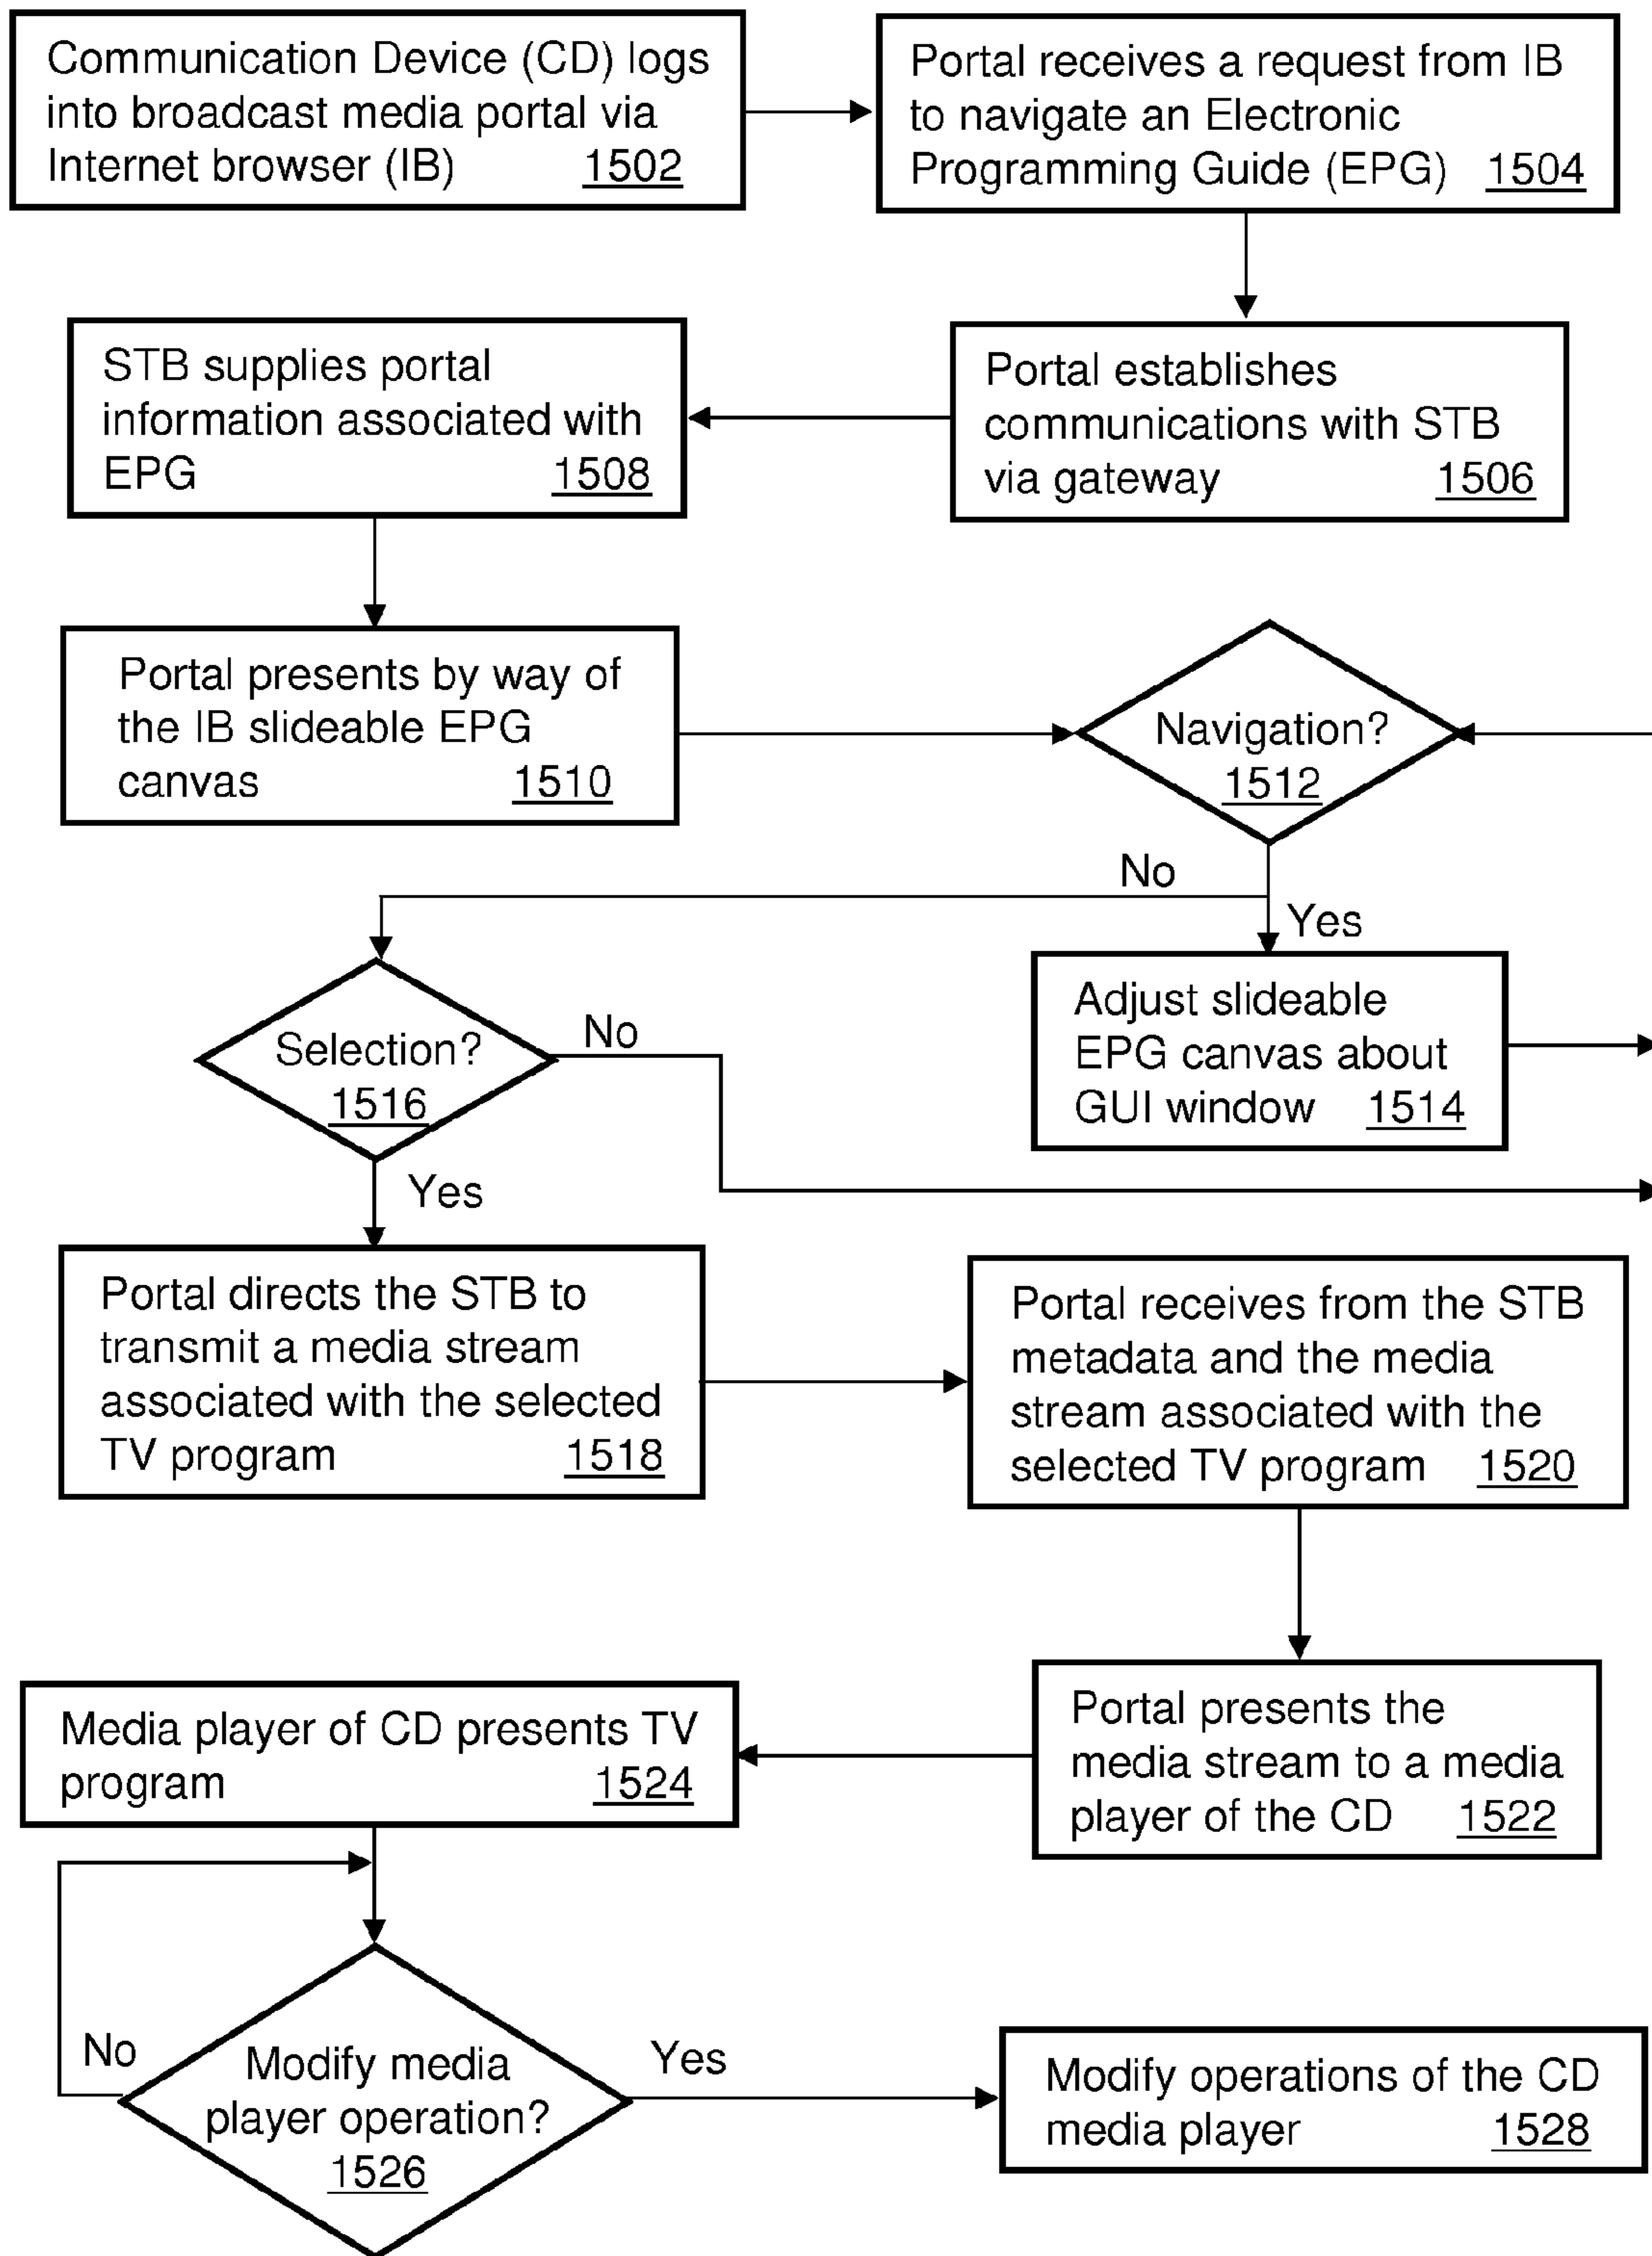 Communication Device (CD) logs
into broadcast media portal via
Internet browser (IB) 1502
Portal receives a request from IB
to navigate an Electronic
Programming Guide (EPG) 1504
Portal establishes
communications with STB
via gateway 1506
STB supplies portal
information associated with
EPG 1508
Portal presents by way of
the IB slideable EPG
canvas 1510
Navigation?
1512
No
Yes
Adjust slideable
EPG canvas about
GUI window 1514
Selection?
1516
No
Yes
Portal directs the STB to
transmit a media stream
associated with the selected
TV program 1518
Portal receives from the STB
metadata and the media
stream associated with the
selected TV program 1520
Portal presents the
media stream to a media
player of the CD 1522
Media player of CD presents TV
program 1524
No
Modify media
player operation?
1526
Yes
Modify operations of the CD
media player 1528